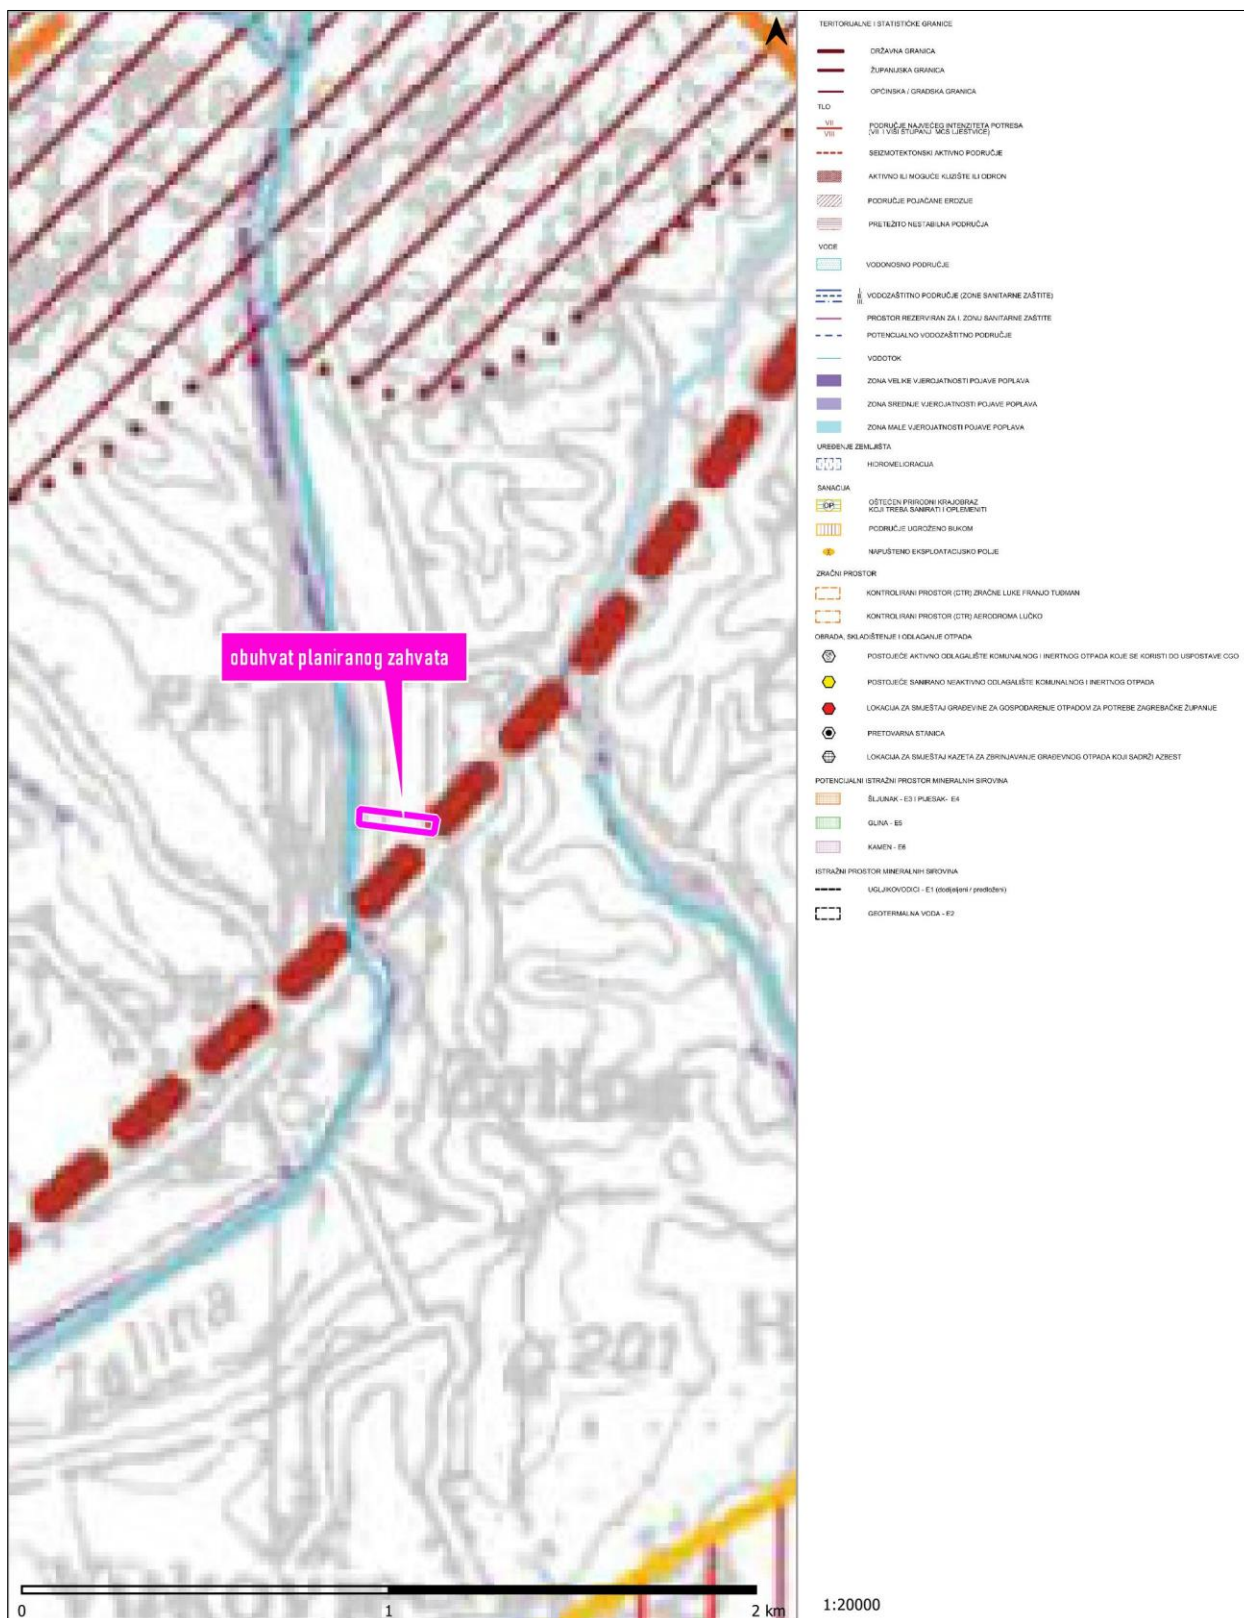 obuhvat planiranog zahvata
Zelina
201
H
0
1
2 km
TERITORIJALNE I STATISTIČKE GRANICE
DRŽAVNA GRANICA
ŽUPANIJSKA GRANICA
OPĆINSKA / GRADSKA GRANICA
TLO
VII
VIII
PODRUČJE NAJVEĆEG INTENZITETA POTRESA
(VII. I VIŠI STUPANJ MCS LJESTVICE)
SEIZMOTEKTONSKI AKTIVNO PODRUČJE
AKTIVNO ILI MOGUĆE KLIZIŠTE ILI ODRON
PODRUČJE POJAČANE EROZIJE
PRETEŽITO NESTABILNA PODRUČJA
VODE
VODONOSNO PODRUČJE
VODOZAŠTITNO PODRUČJE (ZONE SANITARNE ZAŠTITE)
PROSTOR REZERVIRAN ZA I. ZONU SANITARNE ZAŠTITE
POTENCIJALNO VODOZAŠTITNO PODRUČJE
VODOTOK
ZONA VELIKE VJEROJATNOSTI POJAVE POPLAVA
ZONA SREDNJE VJEROJATNOSTI POJAVE POPLAVA
ZONA MALE VJEROJATNOSTI POJAVE POPLAVA
UREĐENJE ZEMLJIŠTA
HIDROMELIORACIJA
SANACIJA
OPI
OŠTEĆEN PRIRODNI KRAJOBRAZ
KOJI TREBA SANIRATI I OPLEMENITI
PODRUČJE UGROŽENO BUKOM
NAPUŠTENO EKSPLOATACIJSKO POLJE
ZRAČNI PROSTOR
KONTROLIRANI PROSTOR (CTR) ZRAČNE LUKE FRANJO TUĐMAN
KONTROLIRANI PROSTOR (CTR) AERODROMA LUČKO
OBRADA, SKLADIŠTENJE I ODLAGANJE OTPADA
POSTOJEĆE AKTIVNO ODLAGALIŠTE KOMUNALNOG I INERTNOG OTPADA KOJE SE KORISTI DO USPOSTAVE CGO
POSTOJEĆE SANIRANO NEAKTIVNO ODLAGALIŠTE KOMUNALNOG I INERTNOG OTPADA
LOKACIJA ZA SMJEŠTAJ GRAĐEVINE ZA GOSPODARENJE OTPADOM ZA POTREBE ZAGREBAČKE ŽUPANIJE
PRETOVARNA STANICA
LOKACIJA ZA SMJEŠTAJ KAZETA ZA ZBRINJAVANJE GRAĐEVNOG OTPADA KOJI SADRŽI AZBEST
POTENCIJALNI ISTRAŽNI PROSTOR MINERALNIH SIROVINA
ŠLJUNAK - E3 I PIJESAK- E4
GLINA - E5
KAMEN - E6
ISTRAŽNI PROSTOR MINERALNIH SIROVINA
UGLJIKOVODICI - E1 (dodijeljeni / predloženi)
GEOTERMALNA VODA - E2
1:20000